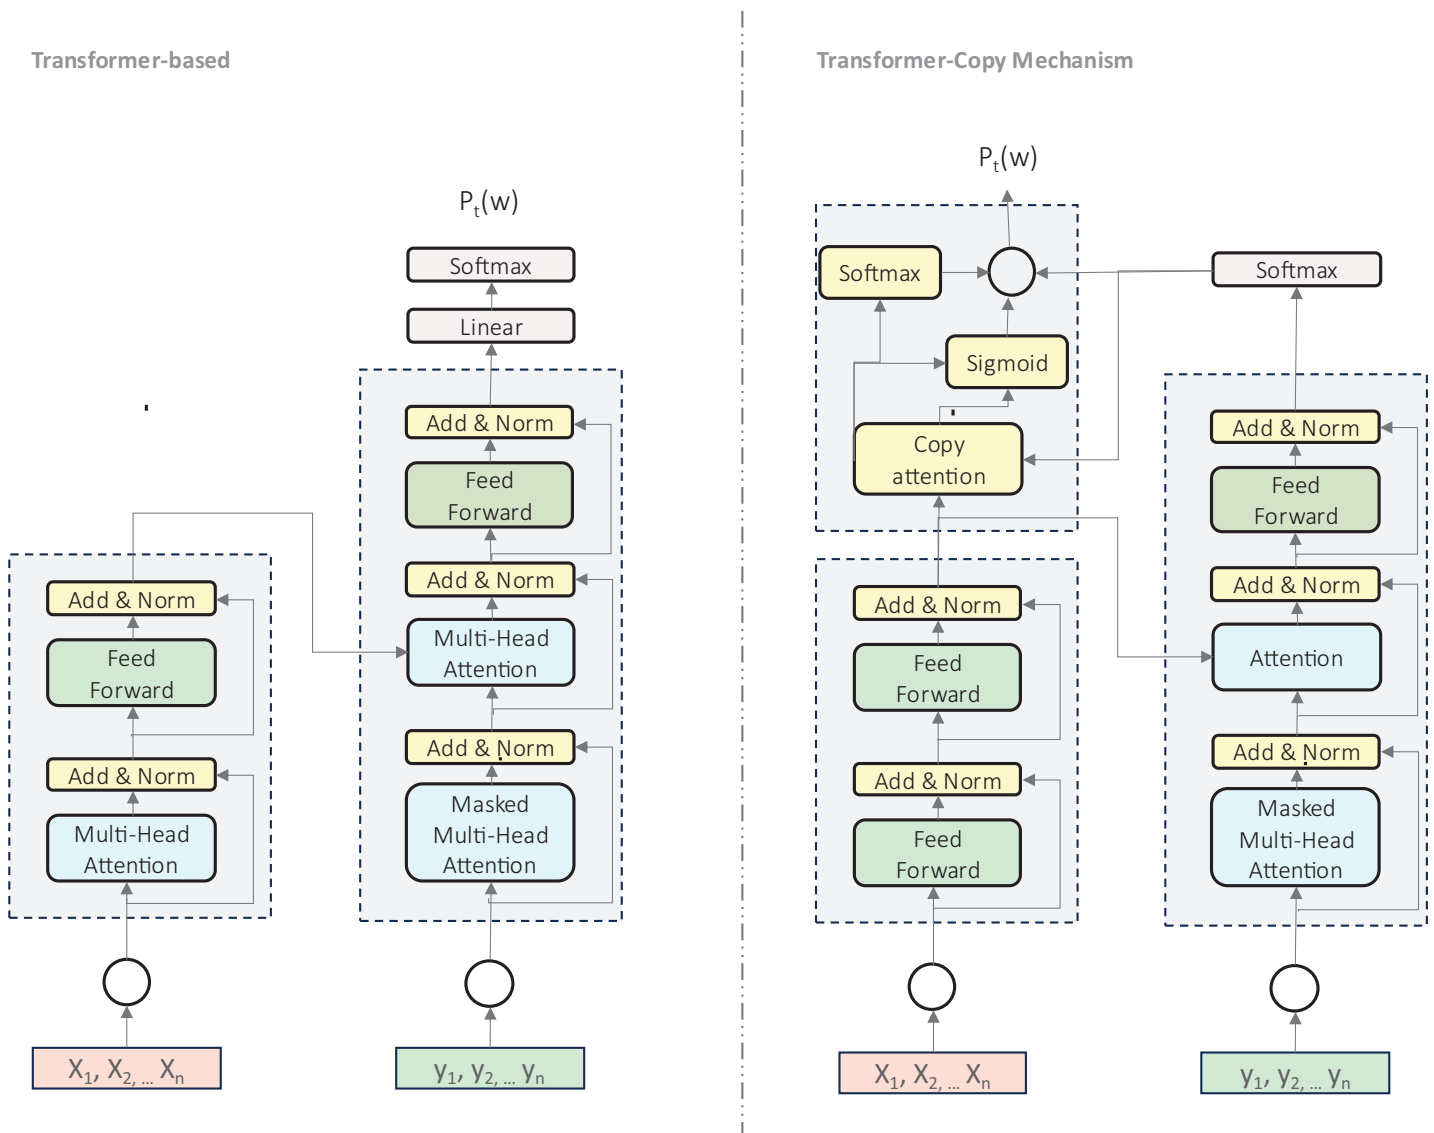 Transformer-based
Pt(w)
Softmax
Linear
Add & Norm
Feed
Forward
Add & Norm
Multi-Head
Attention
Add & Norm
Masked
Multi-Head
Attention
Add & Norm
Feed
Forward
Add & Norm
Multi-Head
Attention
X1, X2, ... Xn
y1, y2, ... yn
Transformer-Copy Mechanism
Pt(w)
Softmax
Sigmoid
Copy
attention
Add & Norm
Feed
Forward
Add & Norm
Feed
Forward
X1, X2, ... Xn
Softmax
Add & Norm
Feed
Forward
Add & Norm
Attention
Add & Norm
Masked
Multi-Head
Attention
y1, y2, ... yn